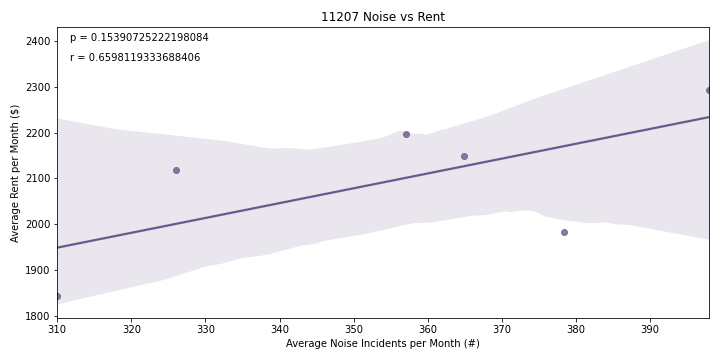 11207 Noise vs Rent
p = 0.15390725222198084
r = 0.6598119333688406
2400
2300
2200
2100
2000
1900
1800
Average Rent per Month ($)
310 320 330 340 350 360 370 380 390
Average Noise Incidents per Month (#)